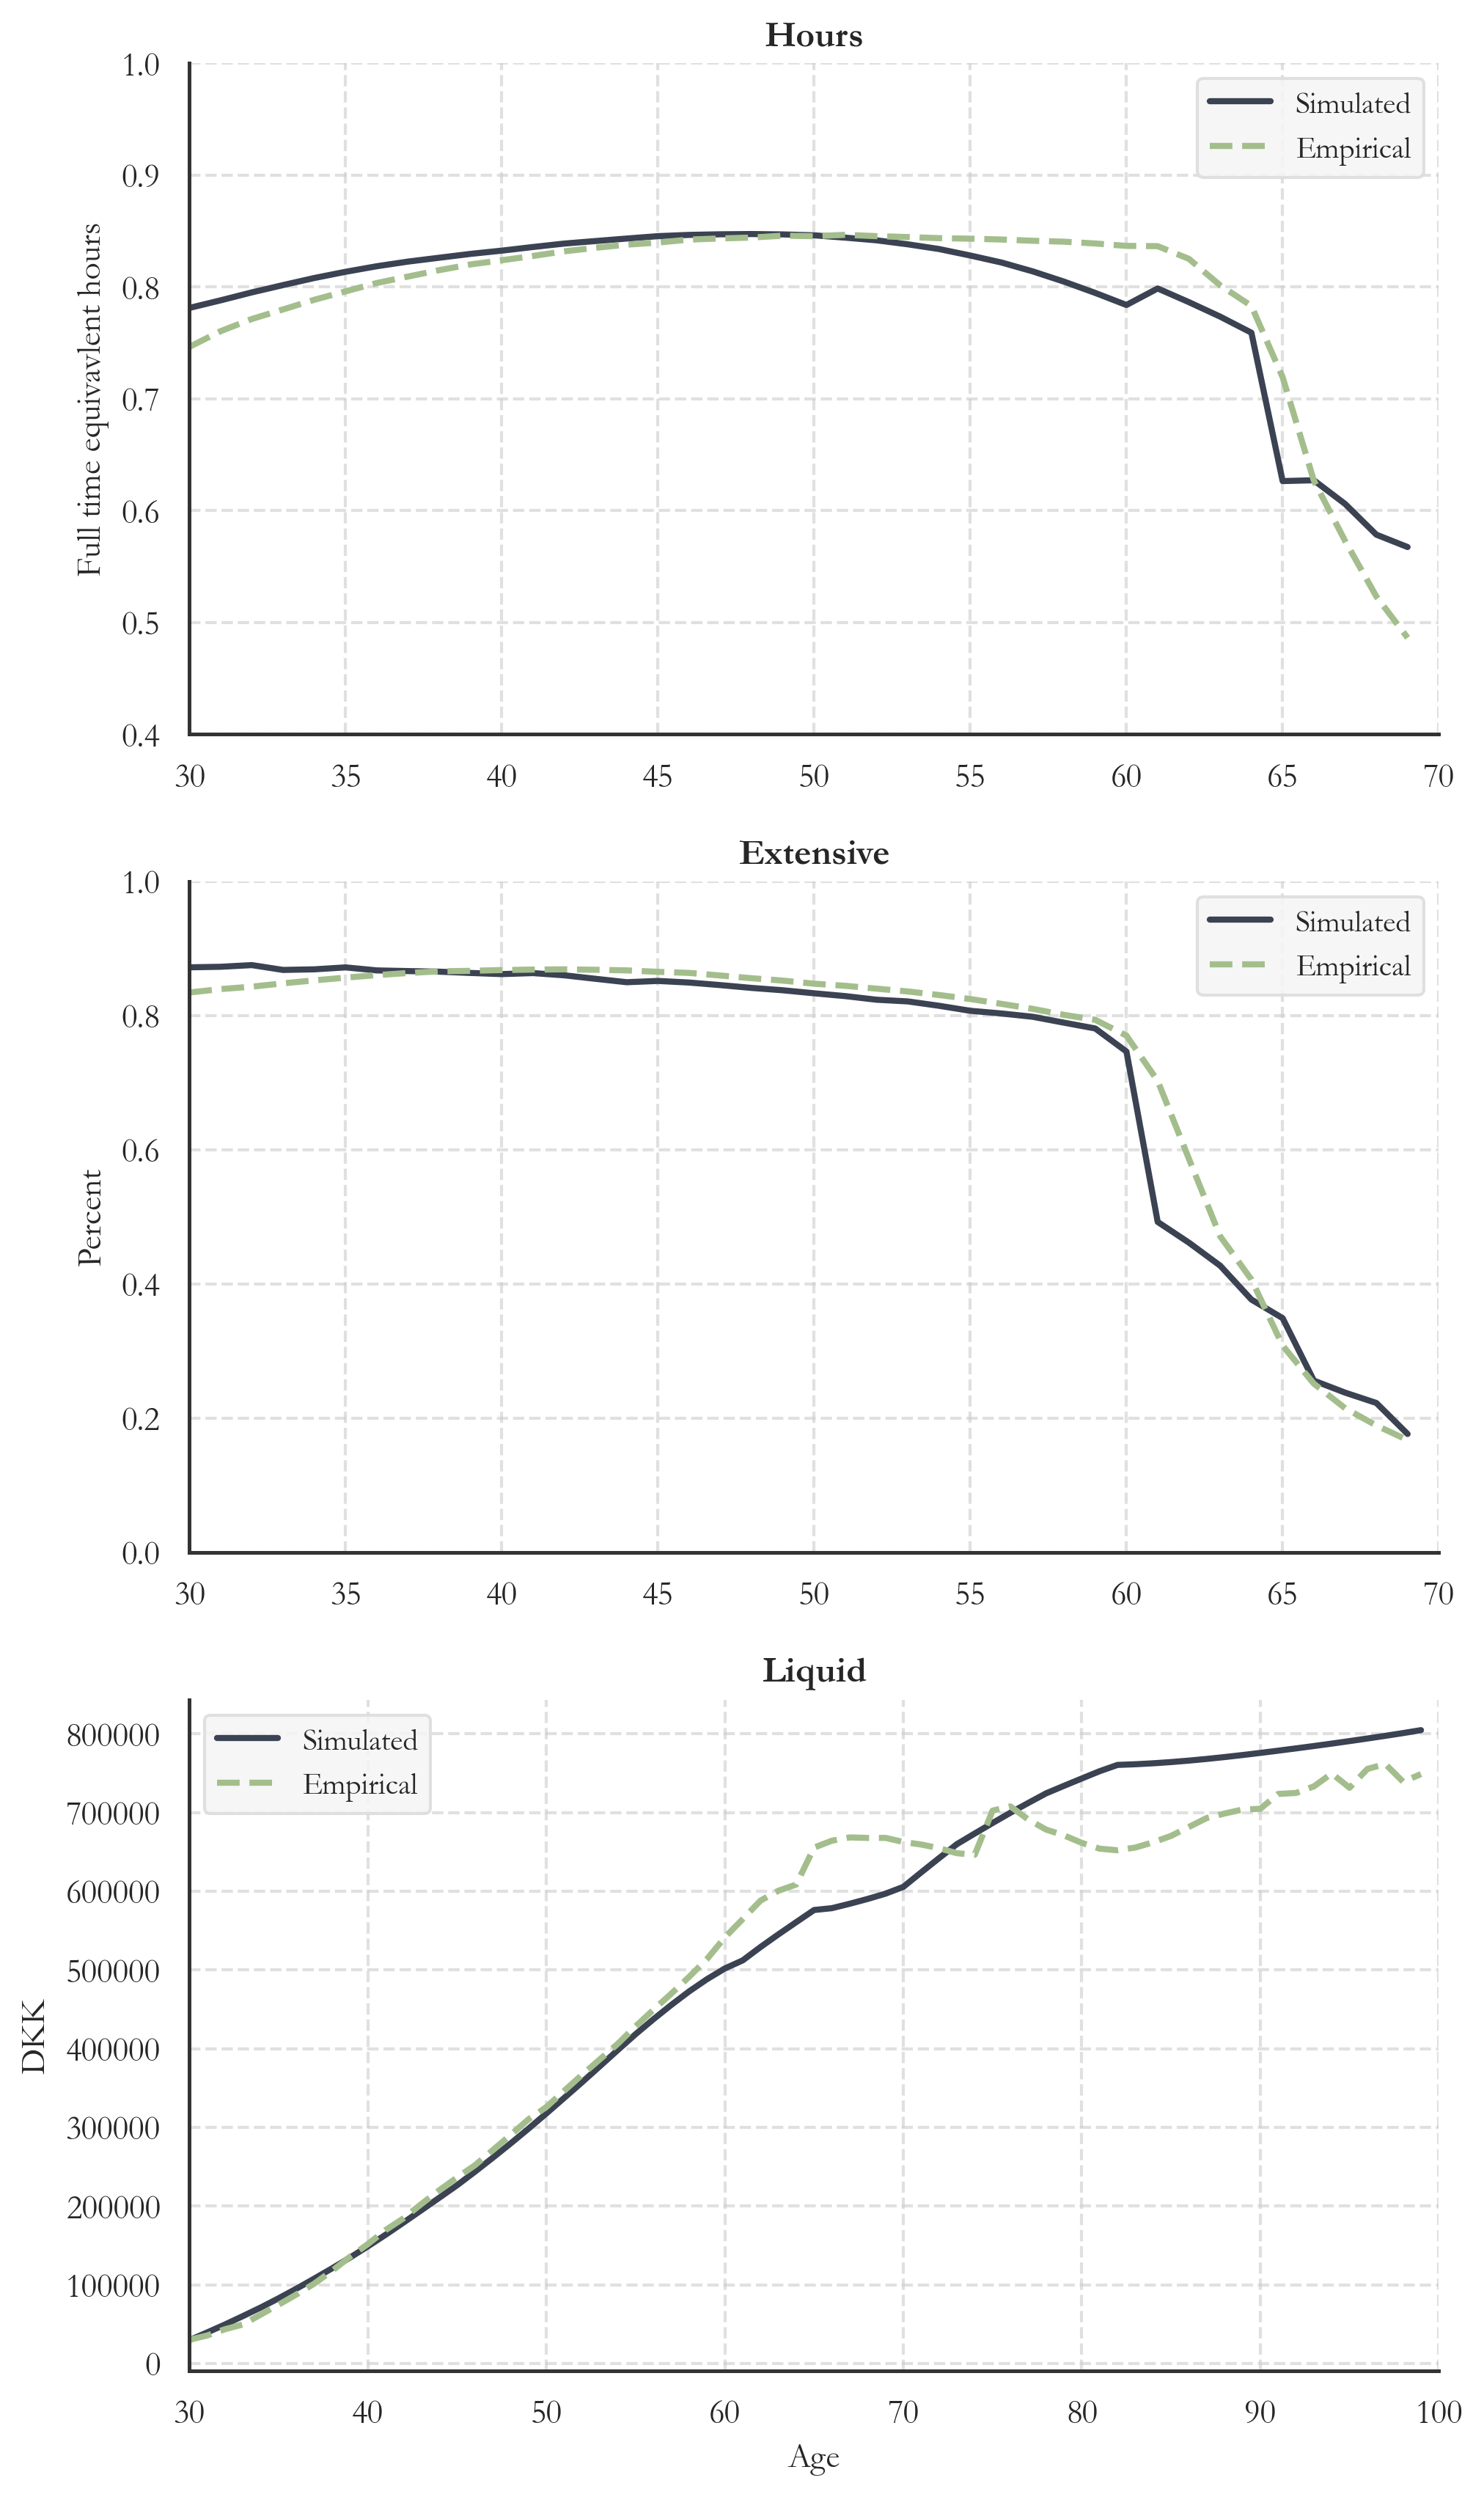 Hours
1.0
0.9
0.8
0.7
0.6
0.5
0.4
Full time equivavlent hours
Simulated
Empirical
30 35 40 45 50 55 60 65 70
Extensive
1.0
0.8
0.6
0.4
0.2
0.0
Percent
Simulated
Empirical
30 35 40 45 50 55 60 65 70
Liquid
800000
700000
600000
500000
400000
300000
200000
100000
0
DKK
Simulated
Empirical
30 40 50 60 70 80 90 100
Age